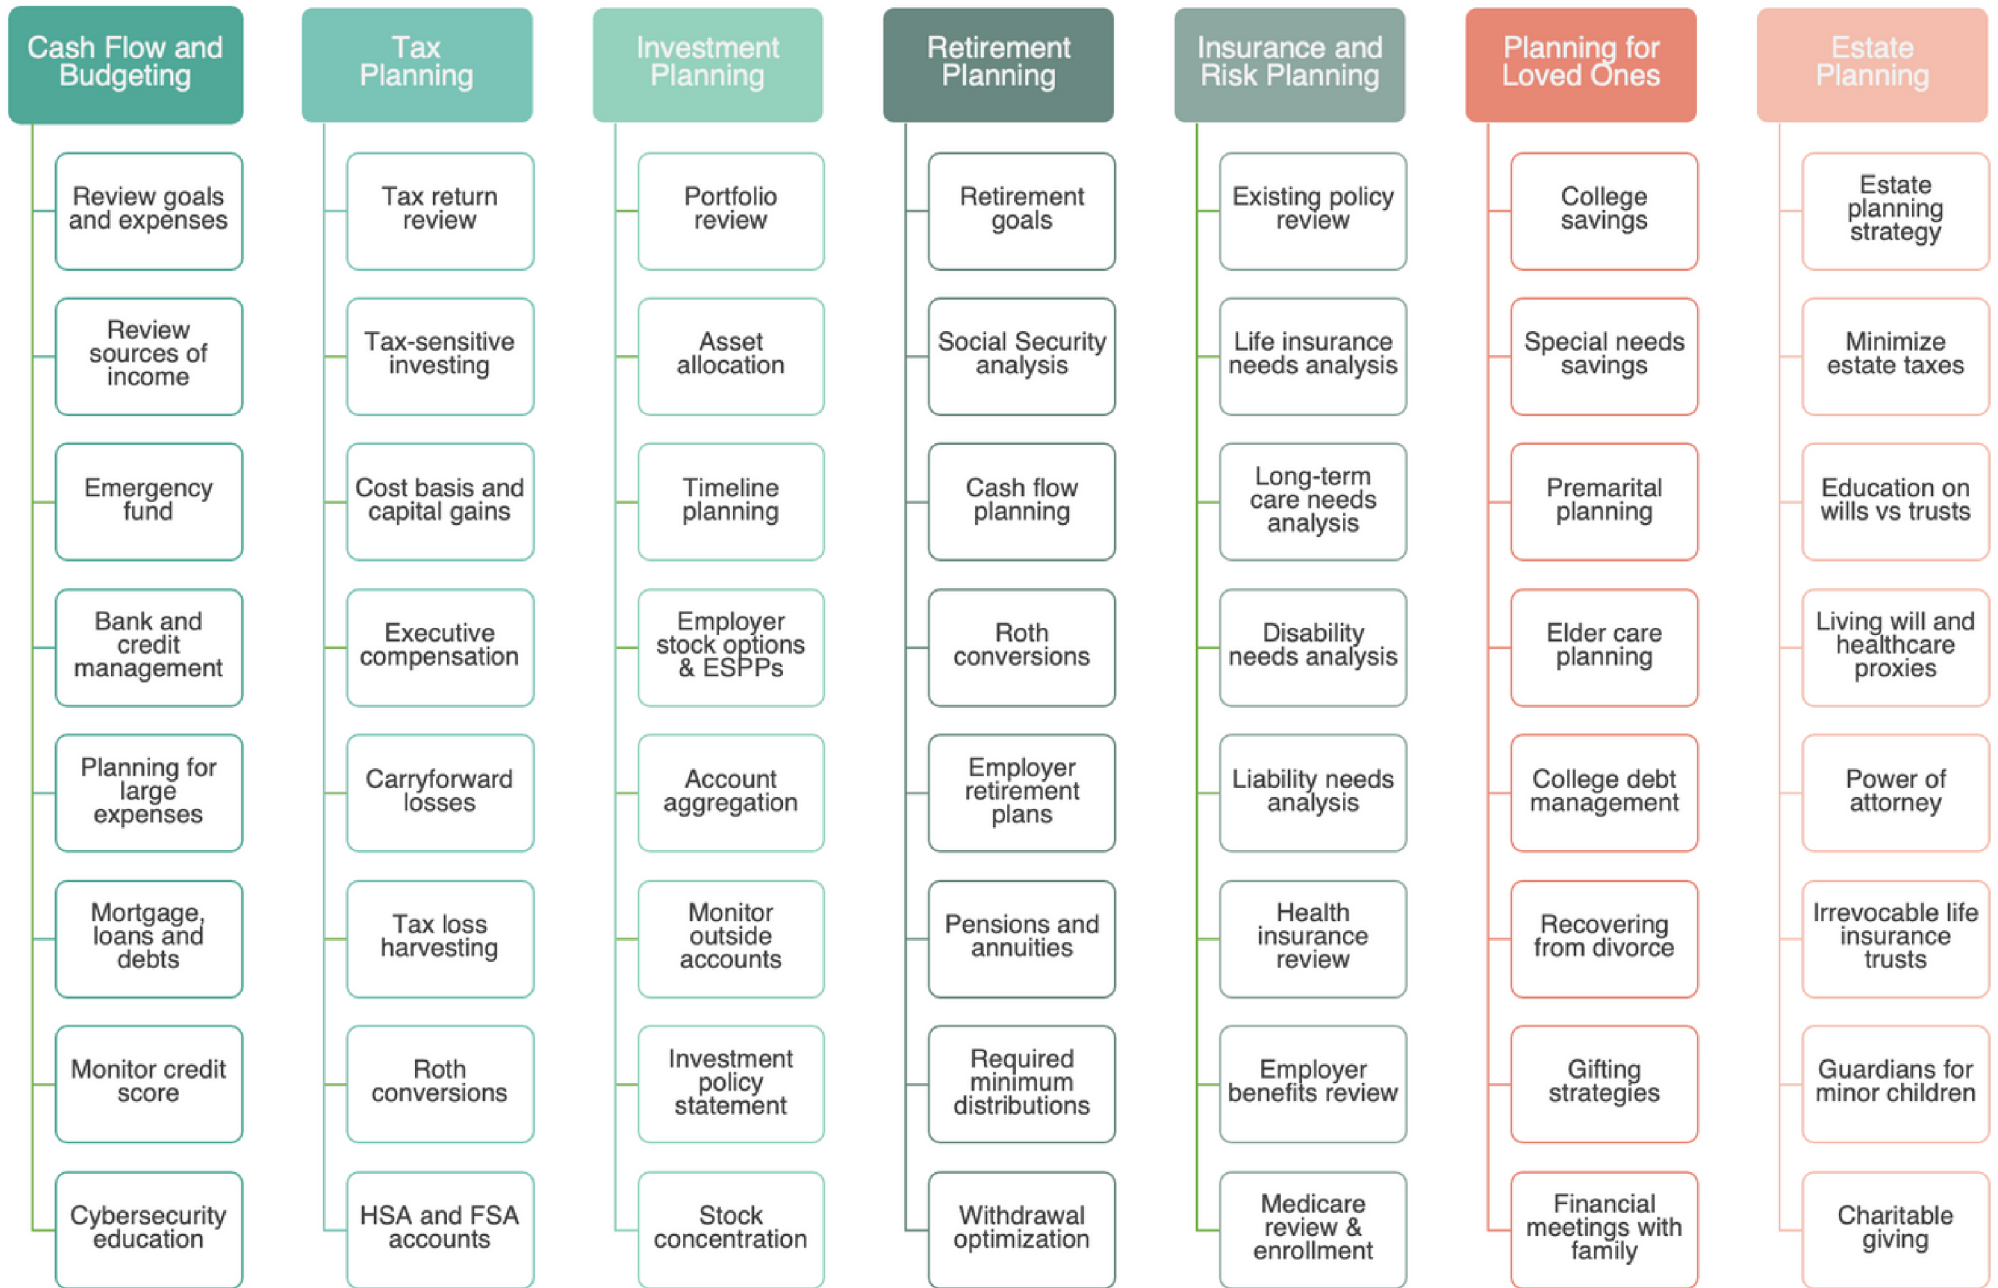 Cash Flow and
Budgeting
Review goals
and expenses
Review
sources of
income
Emergency
fund
Bank and
credit
management
Planning for
large
expenses
Mortgage,
loans and
debts
Monitor credit
score
Cybersecurity
education
Tax
Planning
Tax return
review
Tax-sensitive
investing
Cost basis and
capital gains
Executive
compensation
Carryforward
losses
Tax loss
harvesting
Roth
conversions
HSA and FSA
accounts
Investment
Planning
Portfolio
review
Asset
allocation
Timeline
planning
Employer
stock options
& ESPPs
Account
aggregation
Monitor
outside
accounts
Investment
policy
statement
Stock
concentration
Retirement
Planning
Retirement
goals
Social Security
analysis
Cash flow
planning
Roth
conversions
Employer
retirement
plans
Pensions and
annuities
Required
minimum
distributions
Withdrawal
optimization
Insurance and
Risk Planning
Existing policy
review
Life insurance
needs analysis
Long-term
care needs
analysis
Disability
needs analysis
Liability needs
analysis
Health
insurance
review
Employer
benefits review
Medicare
review &
enrollment
Planning for
Loved Ones
College
savings
Special needs
savings
Premarital
planning
Elder care
planning
College debt
management
Recovering
from divorce
Gifting
strategies
Financial
meetings with
family
Estate
Planning
Estate
planning
strategy
Minimize
estate taxes
Education on
wills vs trusts
Living will and
healthcare
proxies
Power of
attorney
Irrevocable life
insurance
trusts
Guardians for
minor children
Charitable
giving